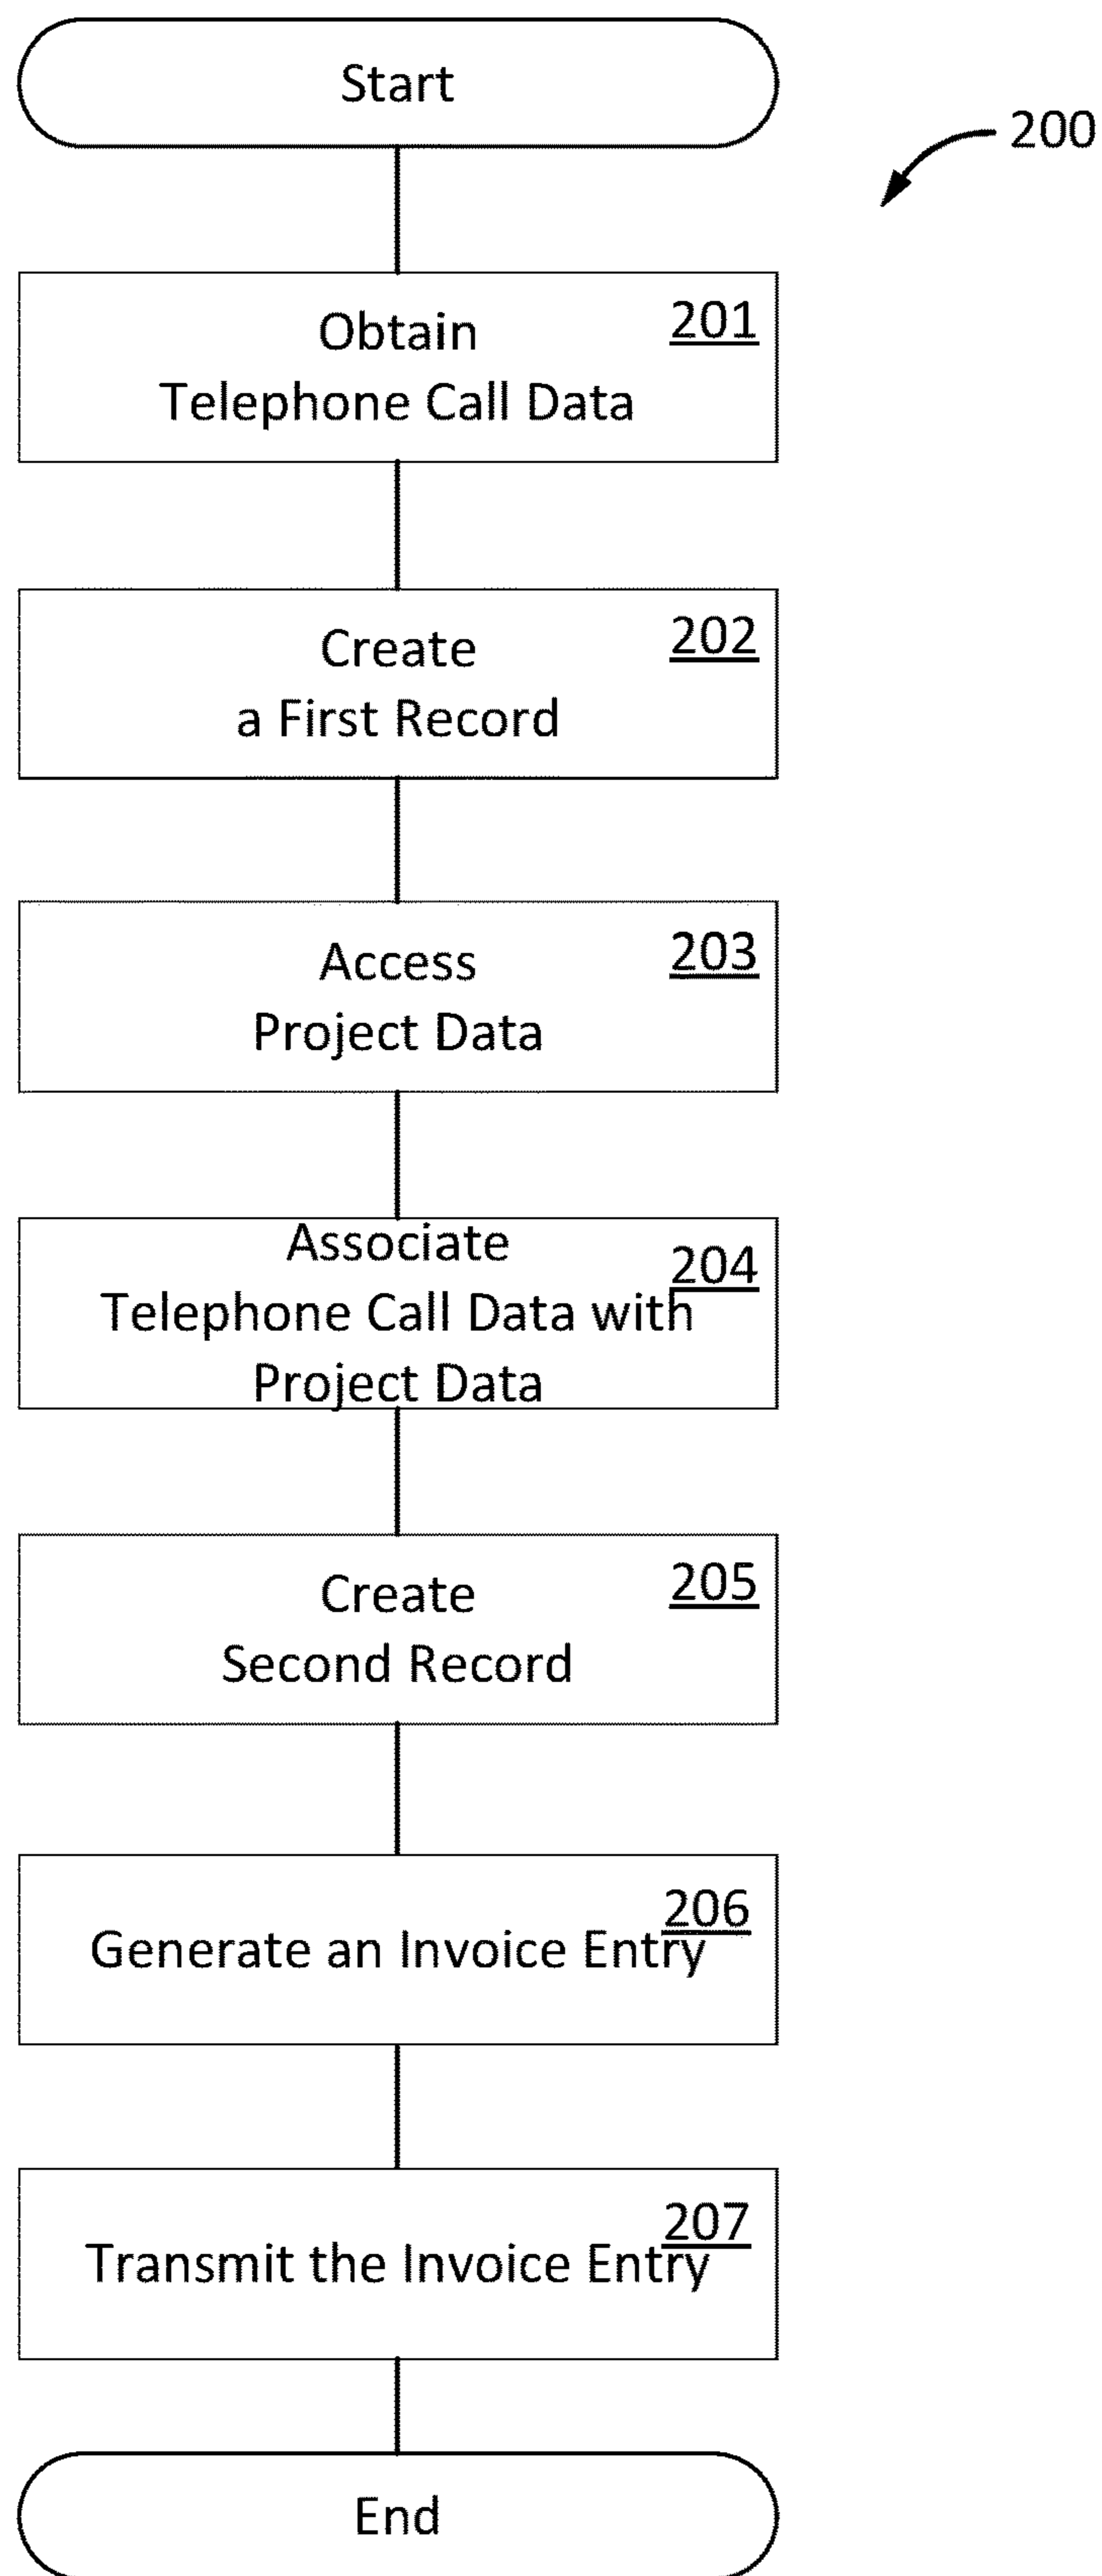 Start
200
201
Obtain
Telephone Call Data
202
Create
a First Record
203
Access
Project Data
204
Associate
Telephone Call Data with
Project Data
205
Create
Second Record
206
Generate an Invoice Entry
207
Transmit the Invoice Entry
End